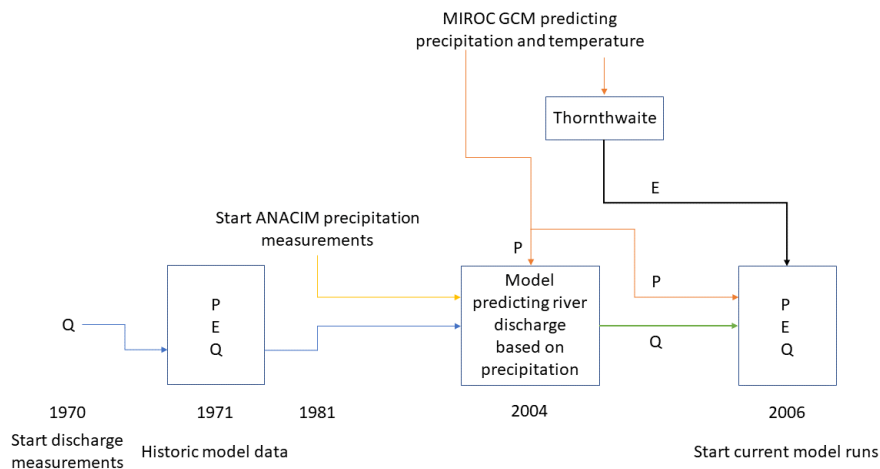 MIROC GCM predicting
precipitation and temperature
Thornthwaite
E
Start ANACIM precipitation
measurements
P
Model
predicting river
discharge
based on
precipitation
P
P
E
Q
Q
P
E
Q
Q
1970
1971
1981
2004
2006
Start discharge
measurements
Historic model data
Start current model runs